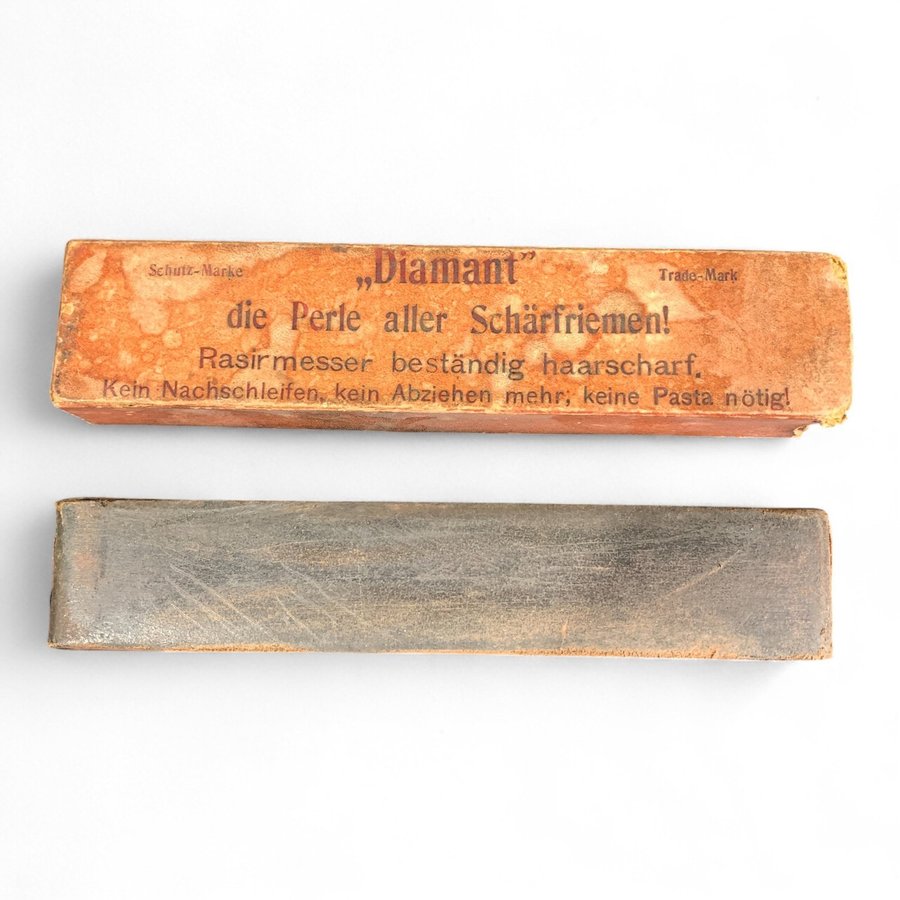 „Diamant”
Schutz-Marke Trade-Mark
die Perle aller Schärfriemen!
Rasirmesser beständig haarscharf.
Kein Nachschleifen, kein Abziehen mehr, keine Pasta nötig!